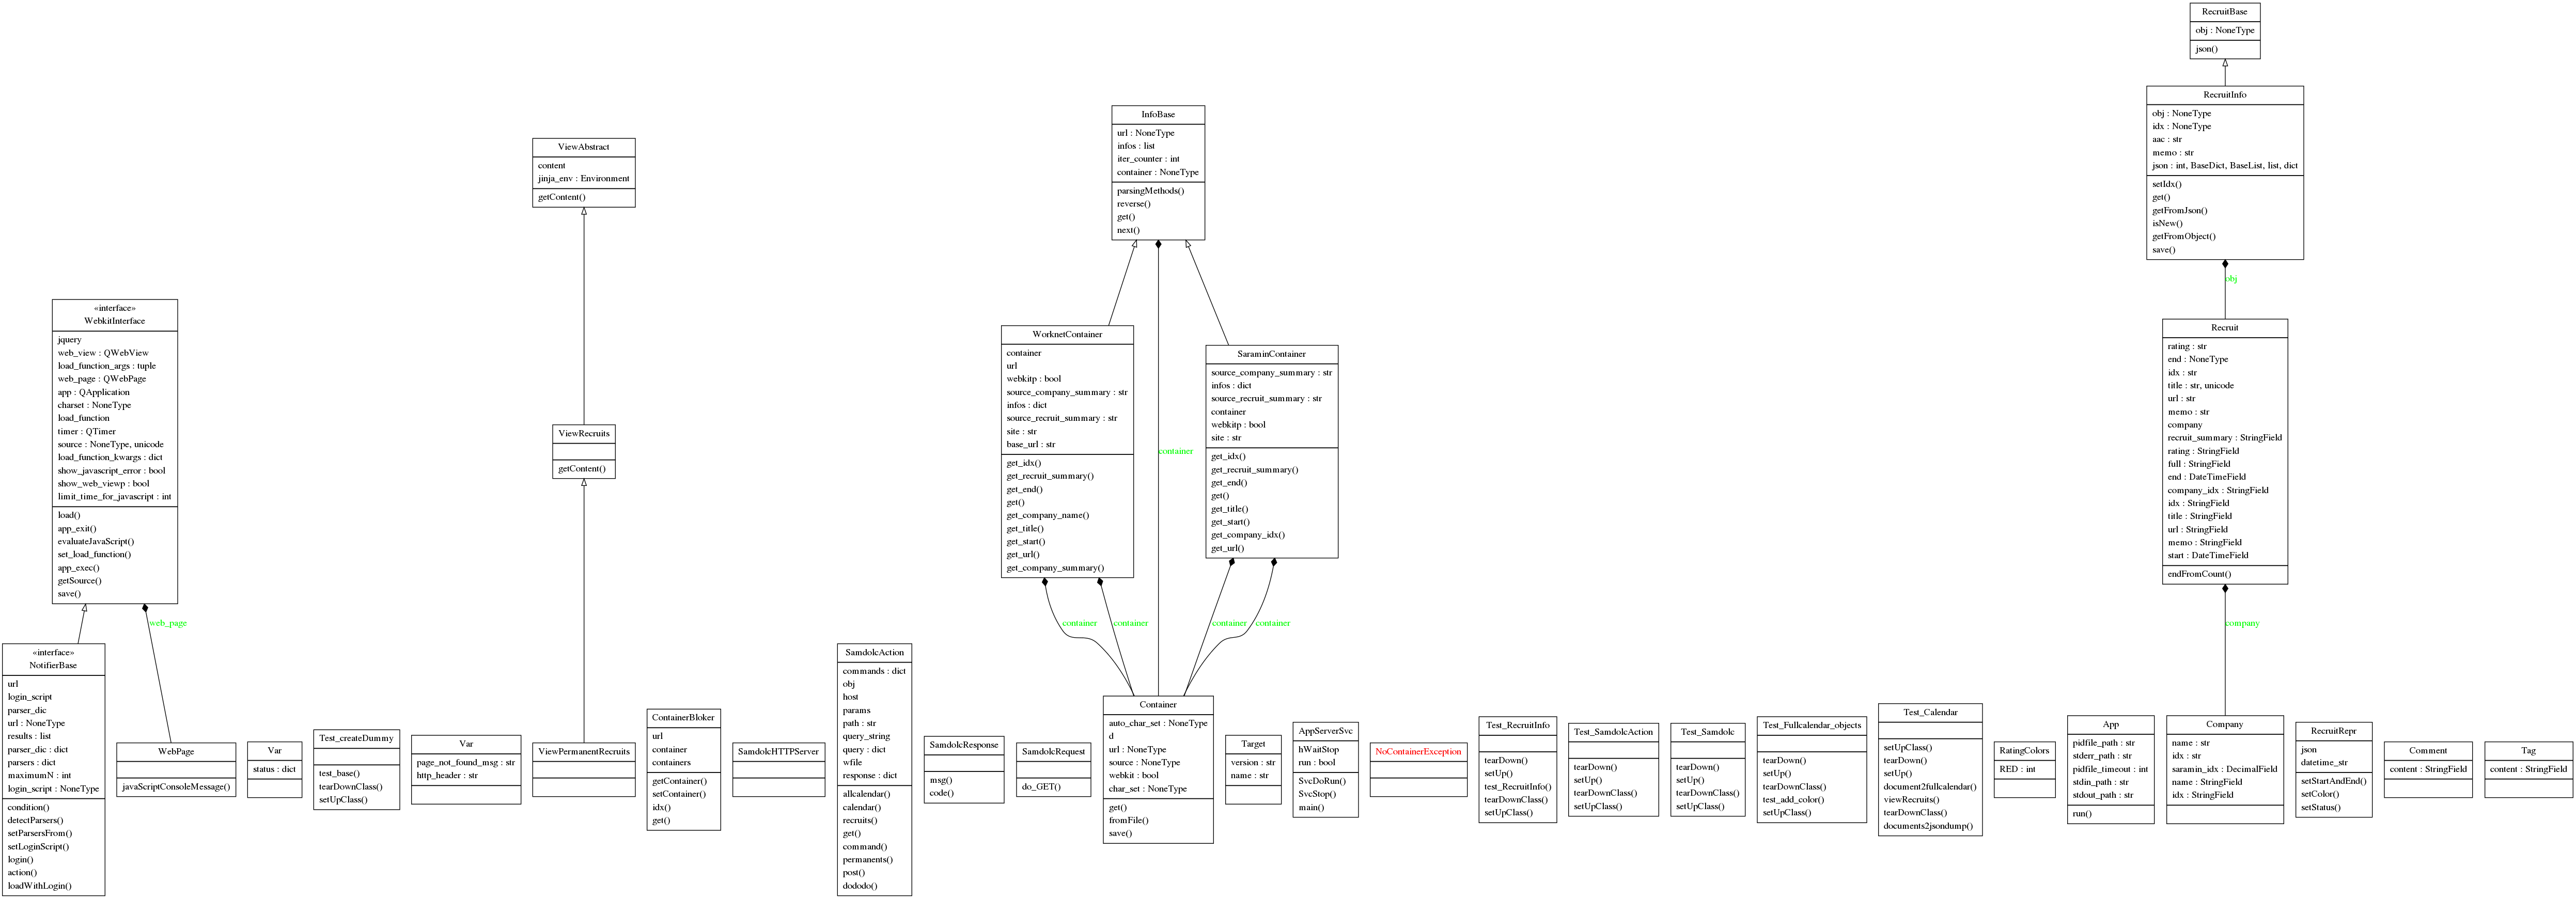 RecruitBase
obj : NoneType
json()
RecruitInfo
obj : NoneType
idx : NoneType
aac : str
memo : str
json : int, BaseDict, BaseList, list, dict
setIdx()
get()
getFromJson()
isNew()
getFromObject()
save()
InfoBase
url : NoneType
infos : list
iter_counter : int
container : NoneType
parsingMethods()
reverse()
get()
next()
ViewAbstract
content
jinja_env : Environment
getContent()
obj
«interface»
WebkitInterface
jquery
web_view : QWebView
load_function_args : tuple
web_page : QWebPage
app : QApplication
charset : NoneType
load_function
timer : QTimer
source : NoneType, unicode
load_function_kwargs : dict
show_javascript_error : bool
show_web_viewp : bool
limit_time_for_javascript : int
load()
app_exit()
evaluateJavaScript()
set_load_function()
app_exec()
getSource()
save()
ViewRecruits
getContent()
WorknetContainer
container
url
webkitp : bool
source_company_summary : str
infos : dict
source_recruit_summary : str
site : str
base_url : str
get_idx()
get_recruit_summary()
get_end()
get()
get_company_name()
get_title()
get_start()
get_url()
get_company_summary()
container
SaraminContainer
source_company_summary : str
infos : dict
source_recruit_summary : str
container
webkitp : bool
site : str
get_idx()
get_recruit_summary()
get_end()
get()
get_title()
get_start()
get_company_idx()
get_url()
Recruit
rating : str
end : NoneType
idx : str
title : str, unicode
url : str
memo : str
company
recruit_summary : StringField
rating : StringField
full : StringField
end : DateTimeField
company_idx : StringField
idx : StringField
title : StringField
url : StringField
memo : StringField
start : DateTimeField
endFromCount()
web_page
container
container
container
container
company
«interface»
NotifierBase
url
login_script
parser_dic
url : NoneType
results : list
parser_dic : dict
parsers : dict
maximumN : int
login_script : NoneType
condition()
detectParsers()
setParsersFrom()
setLoginScript()
login()
action()
loadWithLogin()
WebPage
javaScriptConsoleMessage()
Var
status : dict
Test_createDummy
test_base()
tearDownClass()
setUpClass()
Var
page_not_found_msg : str
http_header : str
ViewPermanentRecruits
ContainerBloker
url
container
containers
getContainer()
setContainer()
idx()
get()
SamdolcHTTPServer
SamdolcAction
commands : dict
obj
host
params
path : str
query_string
query : dict
wfile
response : dict
allcalendar()
calendar()
recruits()
get()
command()
permanents()
post()
dododo()
SamdolcResponse
msg()
code()
SamdolcRequest
do_GET()
Container
auto_char_set : NoneType
d
url : NoneType
source : NoneType
webkit : bool
char_set : NoneType
get()
fromFile()
save()
Target
version : str
name : str
AppServerSvc
hWaitStop
run : bool
SvcDoRun()
SvcStop()
main()
NoContainerException
Test_RecruitInfo
tearDown()
setUp()
test_RecruitInfo()
tearDownClass()
setUpClass()
Test_SamdolcAction
tearDown()
setUp()
tearDownClass()
setUpClass()
Test_Samdolc
tearDown()
setUp()
tearDownClass()
setUpClass()
Test_Fullcalendar_objects
tearDown()
setUp()
tearDownClass()
test_add_color()
setUpClass()
Test_Calendar
setUpClass()
tearDown()
setUp()
document2fullcalendar()
viewRecruits()
tearDownClass()
documents2jsondump()
RatingColors
RED : int
App
pidfile_path : str
stderr_path : str
pidfile_timeout : int
stdin_path : str
stdout_path : str
run()
Company
name : str
idx : str
saramin_idx : DecimalField
name : StringField
idx : StringField
RecruitRepr
json
datetime_str
setStartAndEnd()
setColor()
setStatus()
Comment
content : StringField
Tag
content : StringField